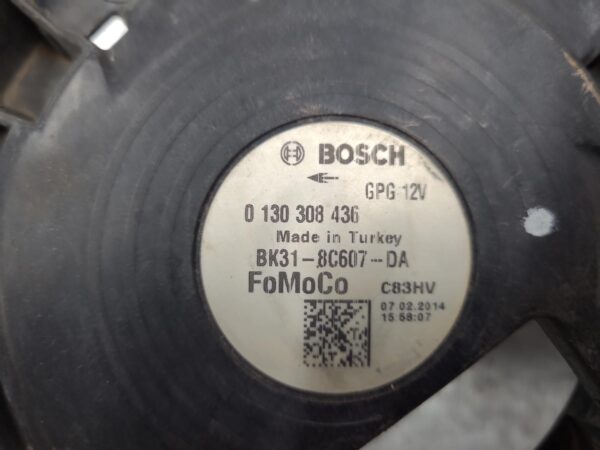 BOSCH
GPG 12V
0 130 308 436
Made in Turkey
BK31-8C607-DA
FoMoCo C83HV
07.02.2014
15:58:07